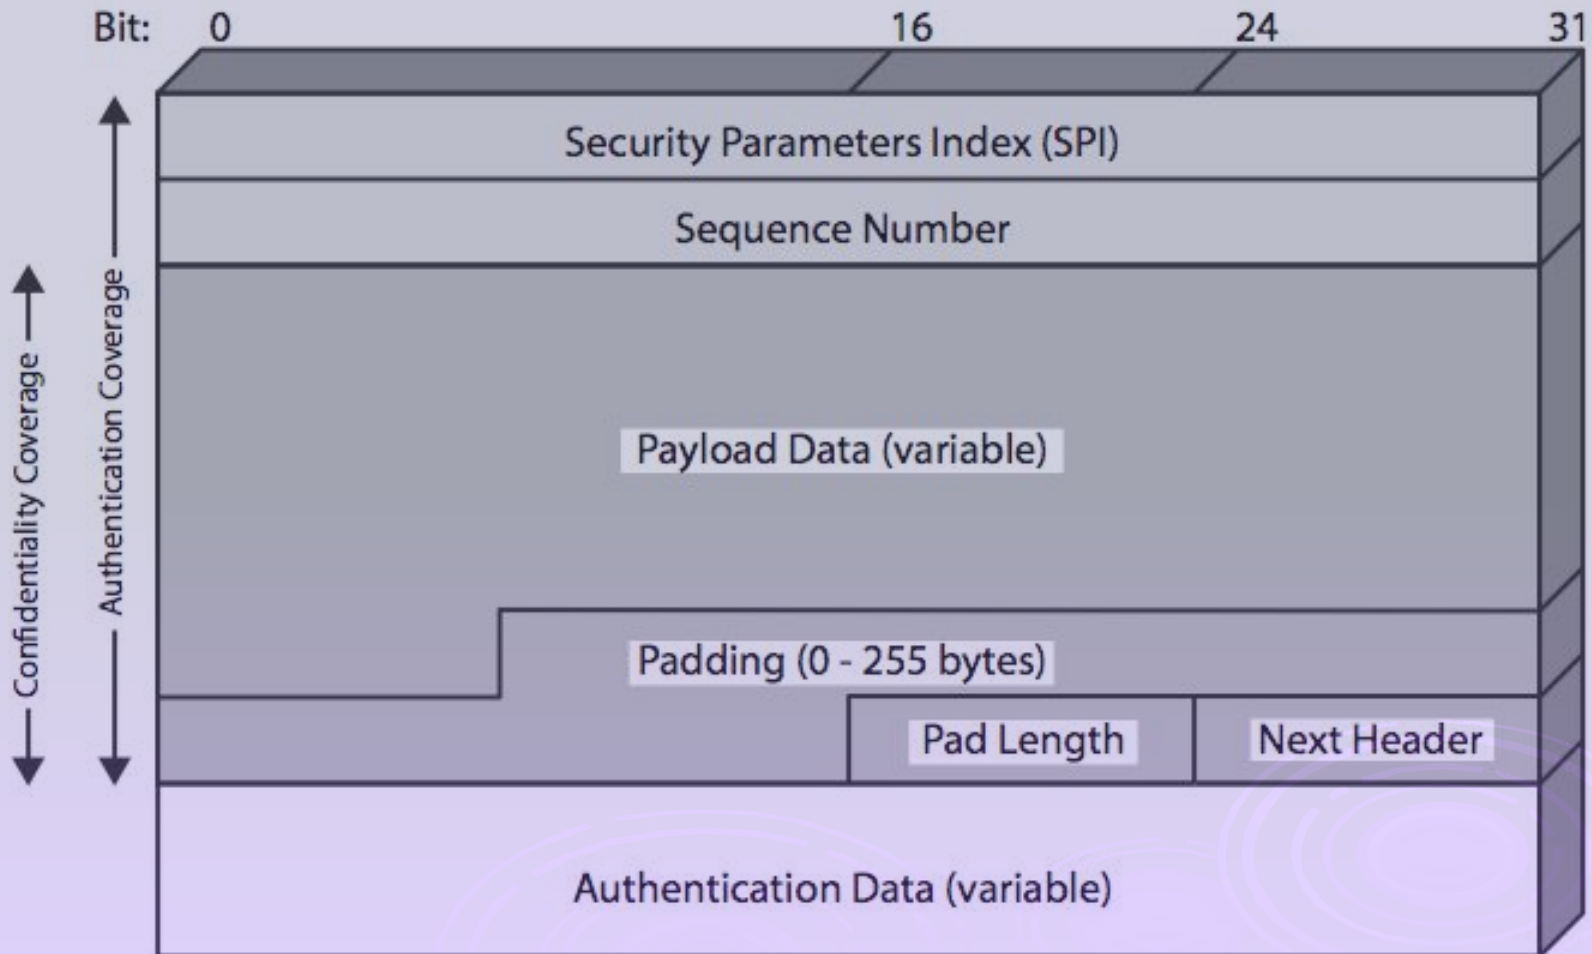 Bit: 0 16 24 31
Security Parameters Index (SPI)
Sequence Number
Confidentiality Coverage
Authentication Coverage
Payload Data (variable)
Padding (0 - 255 bytes)
Pad Length
Next Header
Authentication Data (variable)